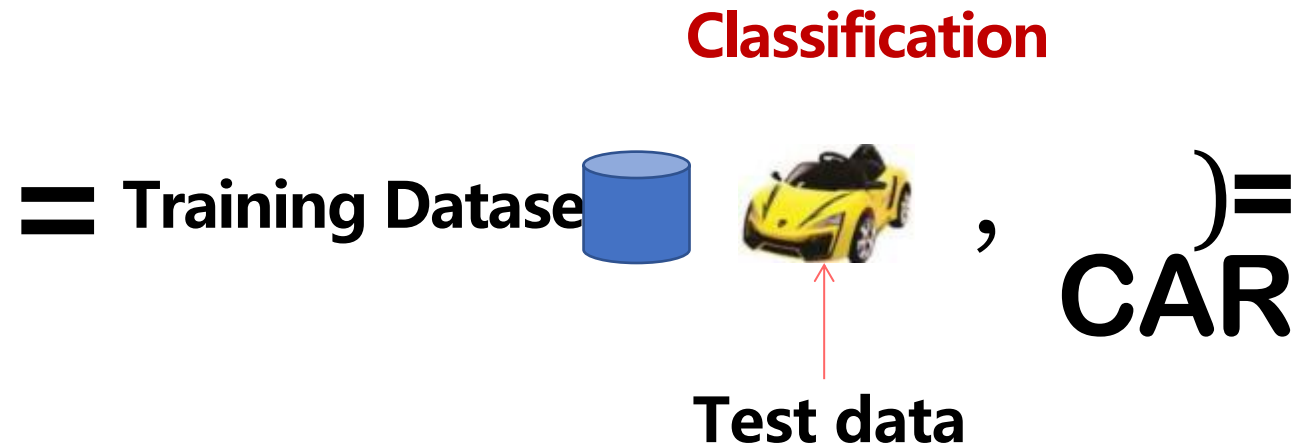 Classification
= Training Datase , )=
CAR
Test data